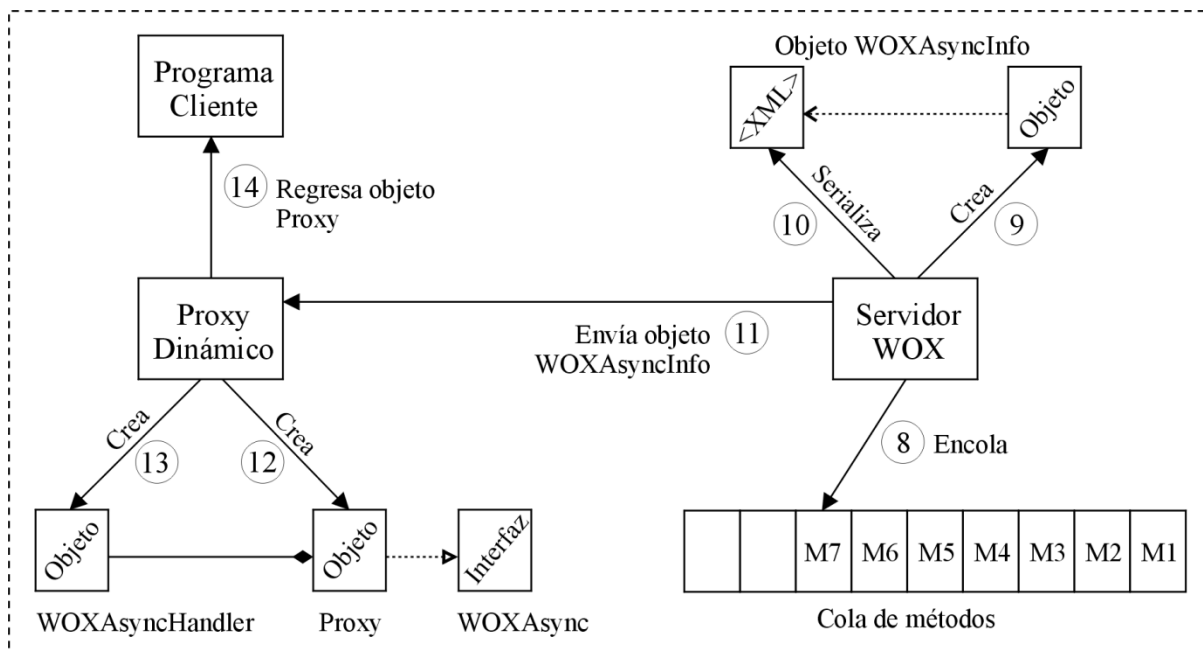 Objeto WOXAsyncInfo
Programa
Cliente
<XML>
Objeto
14
Regresa objeto
Proxy
Serializa
10
Crea
9
Proxy
Dinámico
Envía objeto
WOXAsyncInfo
11
Servidor
WOX
Crea
13
Crea
12
8
Encola
Objeto
Objeto
Interfaz
M7 M6 M5 M4 M3 M2 M1
WOXAsyncHandler
Proxy
WOXAsync
Cola de métodos